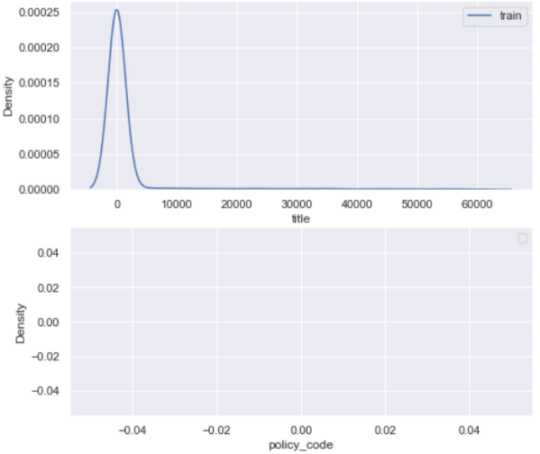 0.00025
train
0.00020
0.00015
0.00010
0.00005
0.00000
Density
0 10000 20000 30000 40000 50000 60000
title
0.04
0.02
0.00
−0.02
−0.04
Density
−0.04 −0.02 0.00 0.02 0.04
policy_code